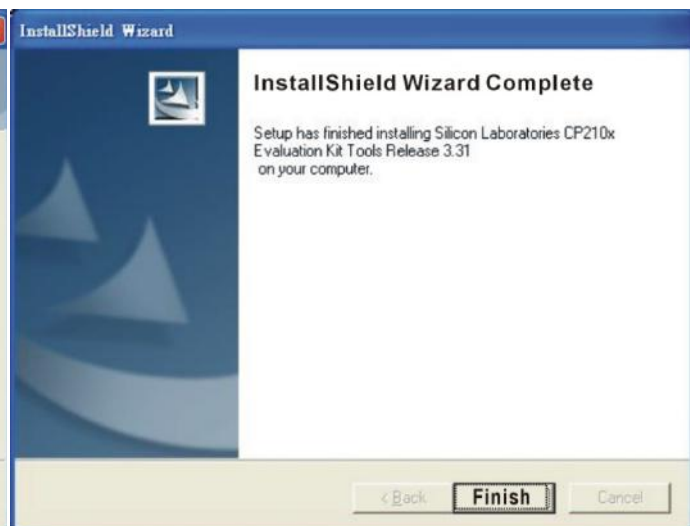 InstallShield Wizard
InstallShield Wizard Complete
Setup has finished installing Silicon Laboratories CP210x
Evaluation Kit Tools Release 3.31
on your computer.
< Back
Finish
Cancel